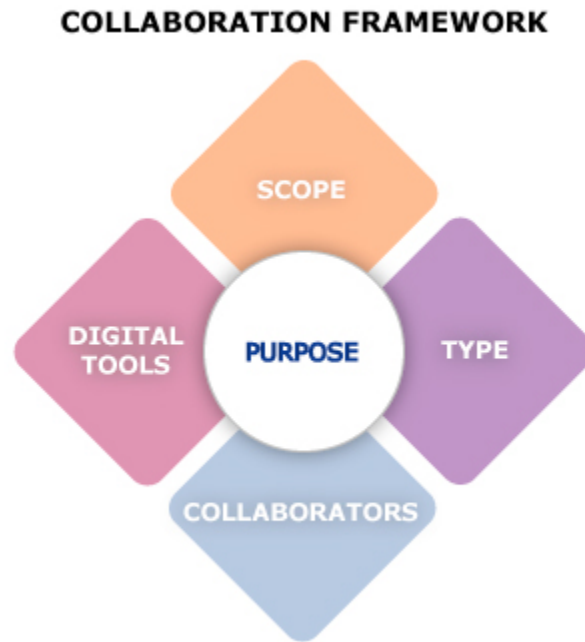 COLLABORATION FRAMEWORK
SCOPE
DIGITAL
TOOLS
PURPOSE
TYPE
COLLABORATORS